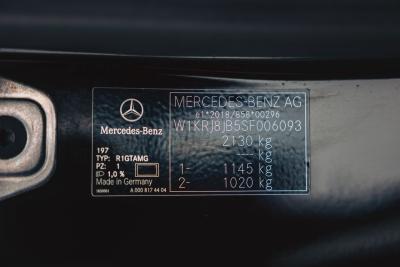 Mercedes-Benz
197
TYP: R1GTAMG
PZ: 1
1,0 %
Made in Germany
A 000 817 44 04
MERCEDES-BENZ AG
e1*2018/858*00296
W1KRJ8JB5SF006093
2130 kg
---- kg
1- 1145 kg
2- 1020 kg